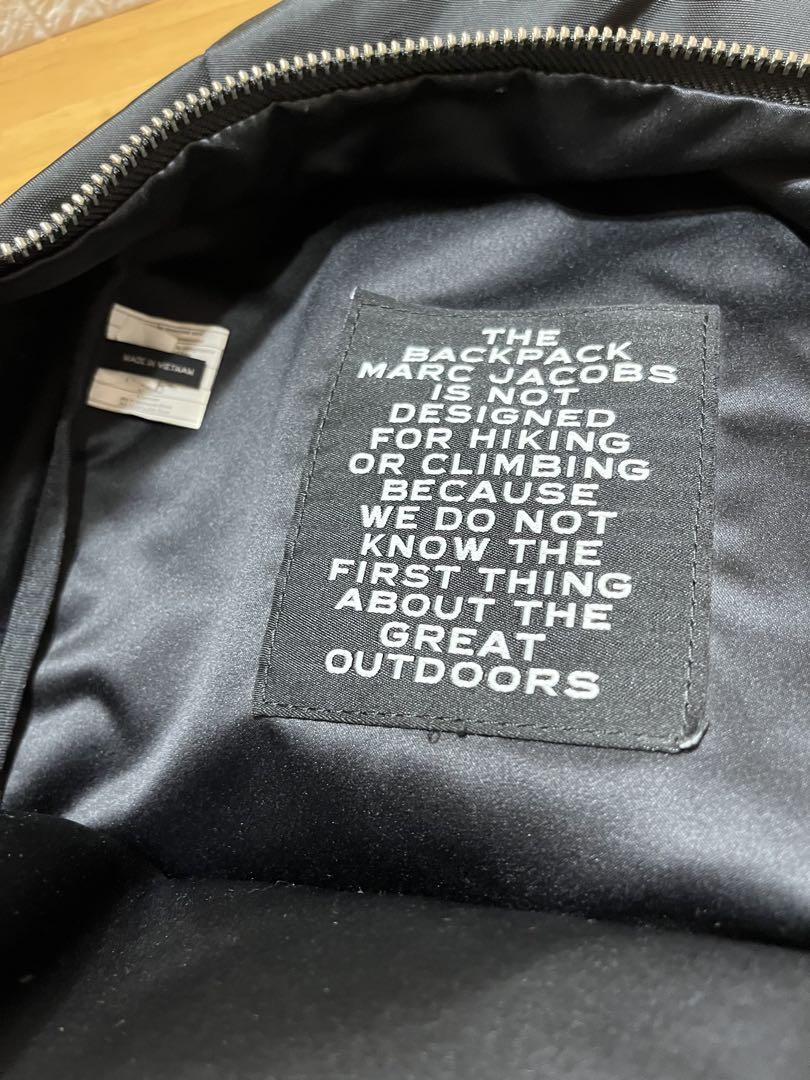 MADE IN VIETNAM
THE
BACKPACK
MARC JACOBS
IS NOT
DESIGNED
FOR HIKING
OR CLIMBING
BECAUSE
WE DO NOT
KNOW THE
FIRST THING
ABOUT THE
GREAT
OUTDOORS